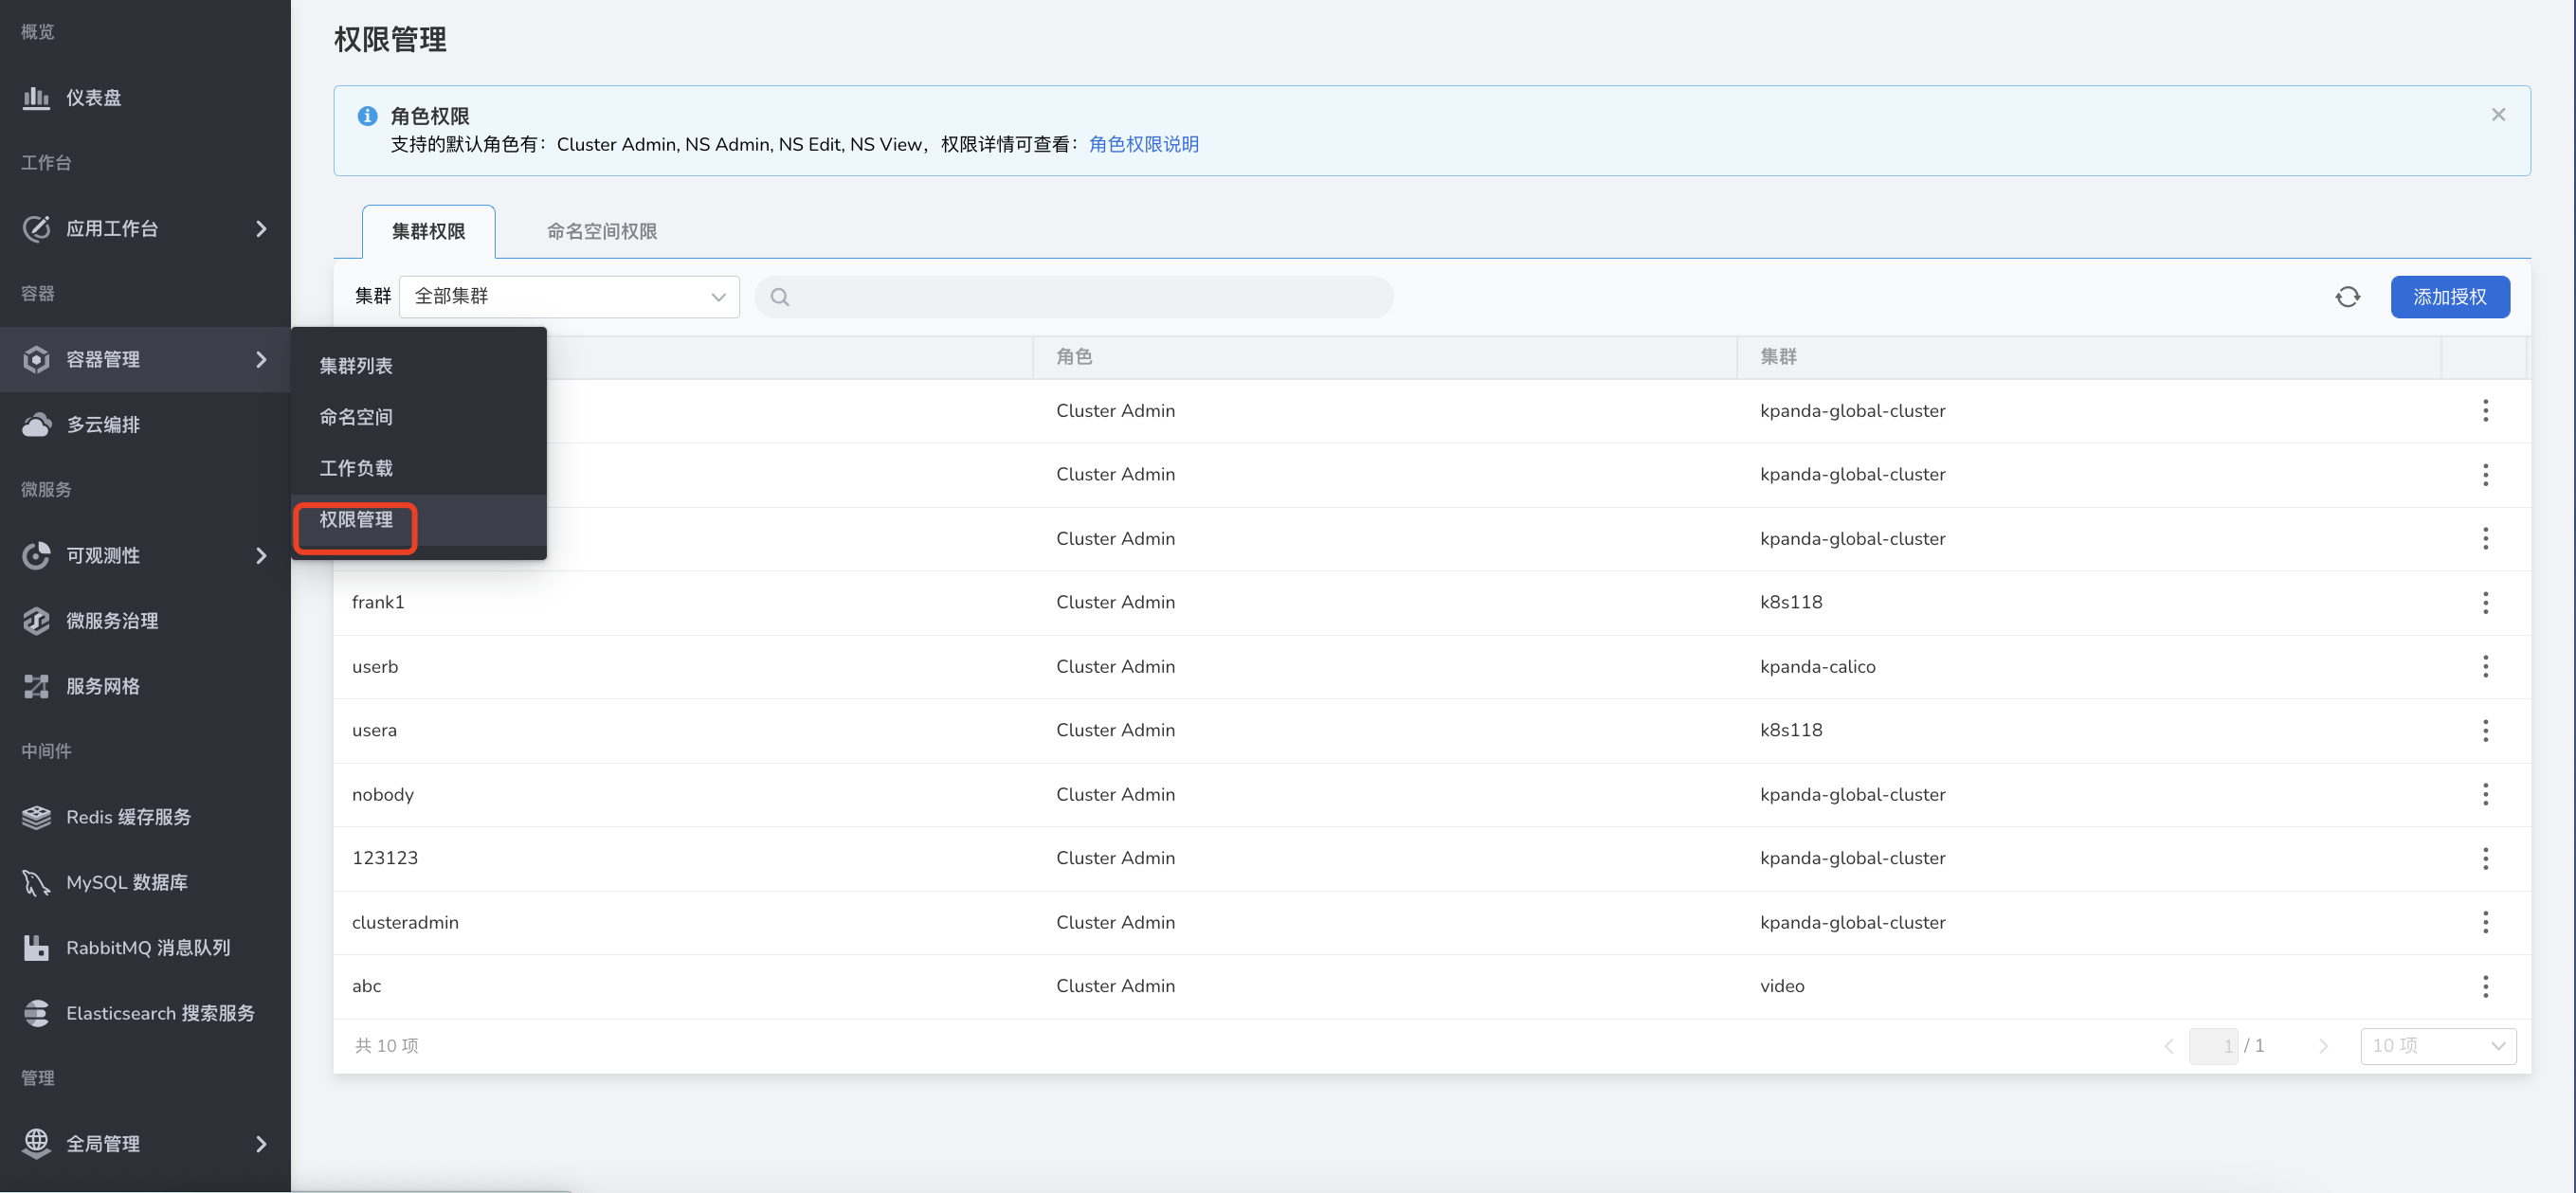 概览
仪表盘
工作台
应用工作台
容器
容器管理
多云编排
微服务
可观测性
微服务治理
服务网格
中间件
Redis 缓存服务
MySQL 数据库
RabbitMQ 消息队列
Elasticsearch 搜索服务
管理
全局管理
集群列表
命名空间
工作负载
权限管理
权限管理
角色权限
支持的默认角色有：Cluster Admin, NS Admin, NS Edit, NS View，权限详情可查看：角色权限说明
集群权限 命名空间权限
集群 全部集群 添加授权
角色 集群
Cluster Admin kpanda-global-cluster
Cluster Admin kpanda-global-cluster
Cluster Admin kpanda-global-cluster
frank1 Cluster Admin k8s118
userb Cluster Admin kpanda-calico
usera Cluster Admin k8s118
nobody Cluster Admin kpanda-global-cluster
123123 Cluster Admin kpanda-global-cluster
clusteradmin Cluster Admin kpanda-global-cluster
abc Cluster Admin video
共 10 项 1 / 1 10 项